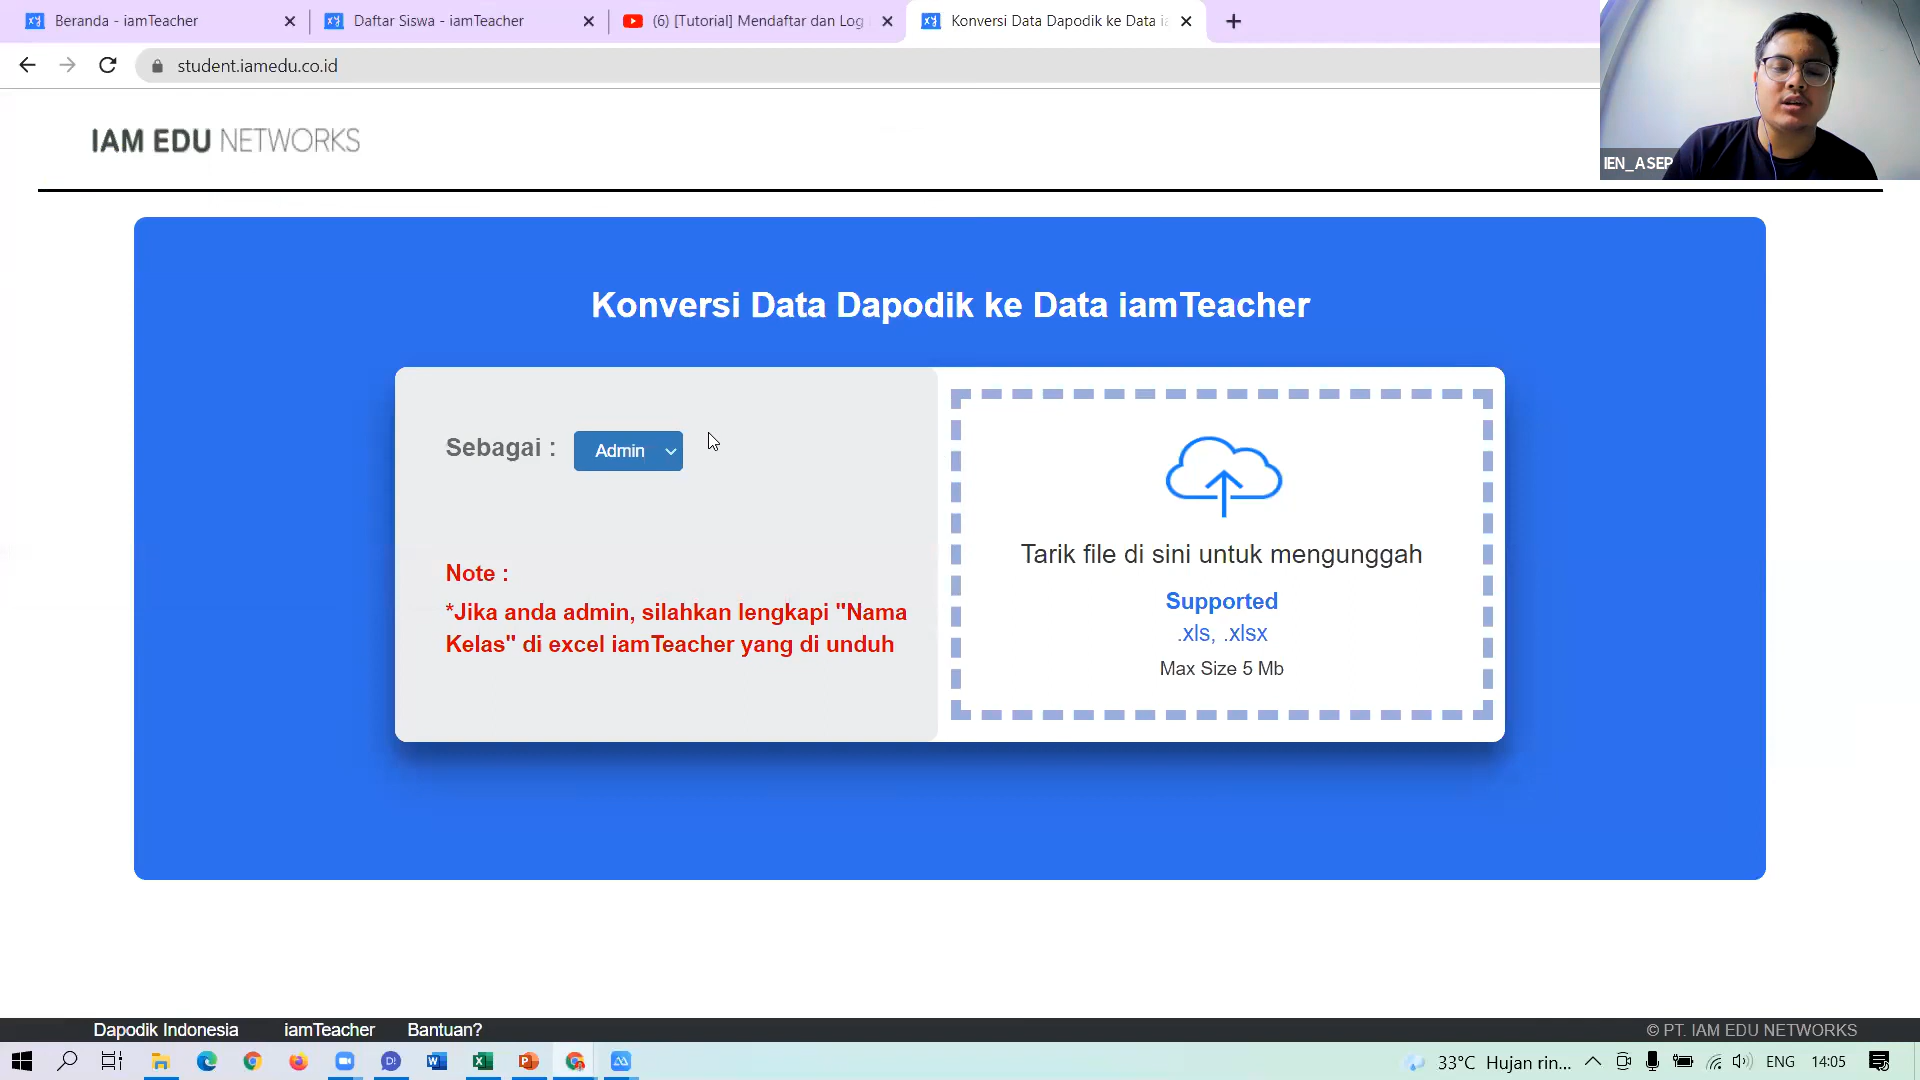 Beranda - iamTeacher
Daftar Siswa - iamTeacher
(6) [Tutorial] Mendaftar dan Log
Konversi Data Dapodik ke Data ia
student.iamedu.co.id
IAM EDU NETWORKS
IEN_ASEP
Konversi Data Dapodik ke Data iamTeacher
Sebagai :
Admin
Note :
*Jika anda admin, silahkan lengkapi "Nama
Kelas" di excel iamTeacher yang di unduh
Tarik file di sini untuk mengunggah
Supported
.xls, .xlsx
Max Size 5 Mb
Dapodik Indonesia
iamTeacher
Bantuan?
© PT. IAM EDU NETWORKS
33°C Hujan rin...
ENG
14:05